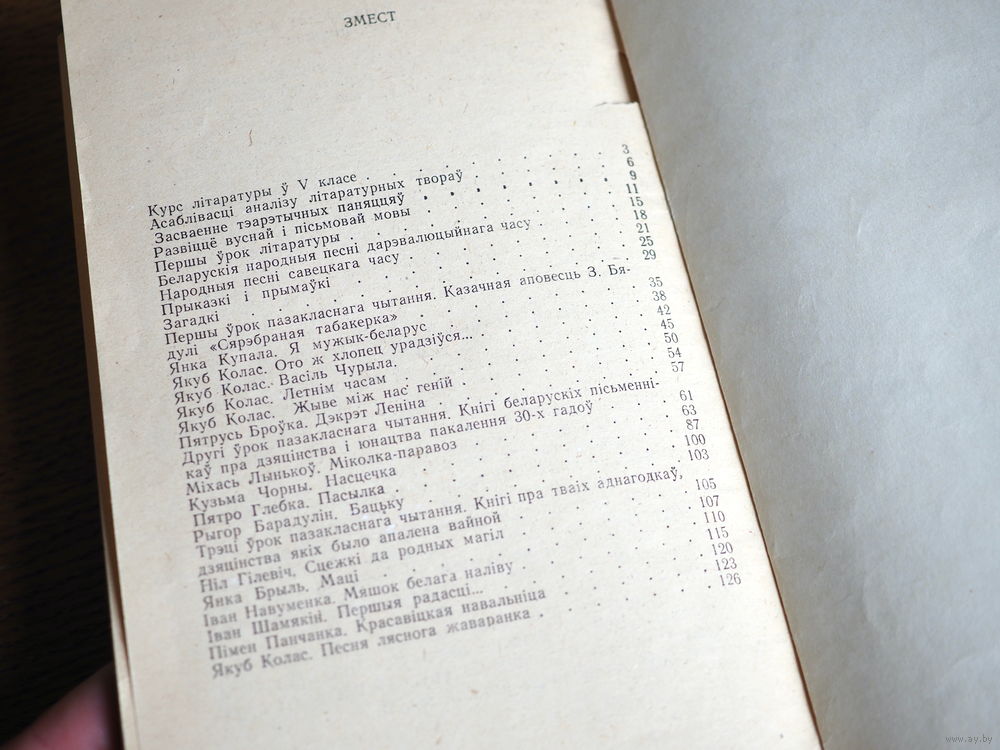 ЗМЕСТ
Курс літаратуры ў V класе . . . . . . . 3
Асаблівасці аналізу літаратурных твораў . . . . 6
Засваенне тэарэтычных паняццяў . . . . . . 9
Развіццё вуснай і пісьмовай мовы . . . . . . 11
Першы ўрок літаратуры . . . . . . . . 15
Беларускія народныя песні дарэвалюцыйнага часу . . 18
Народныя песні савецкага часу . . . . . . 21
Прыказкі і прымаўкі . . . . . . . . 25
Загадкі . . . . . . . . . . . 29
Першы ўрок пазакласнага чытання. Казачная аповесць З. Бя-
дулі «Сярэбраная табакерка» . . . . . . . 35
Янка Купала. Я мужык-беларус . . . . . . 38
Якуб Колас. Ото ж хлопец урадзіўся... . . . . . 42
Якуб Колас. Васіль Чурыла. . . . . . . . 45
Якуб Колас. Летнім часам . . . . . . . 50
Якуб Колас. Жыве між нас геній . . . . . . 54
Пятрусь Броўка. Дэкрэт Леніна . . . . . . 57
Другі ўрок пазакласнага чытання. Кнігі беларускіх пісьменні-
каў пра дзяцінства і юнацтва пакалення 30-х гадоў . . 61
Міхась Лынькоў. Міколка-паравоз . . . . . . 63
Кузьма Чорны. Насцечка . . . . . . . 87
Пятро Глебка. Пасылка . . . . . . . . 100
Рыгор Барадулін. Бацьку . . . . . . . . 103
Трэці ўрок пазакласнага чытання. Кнігі пра тваіх аднагодкаў,
дзяцінства якіх было апалена вайной . . . . . 105
Ніл Гілевіч. Сцежкі да родных магіл . . . . . 107
Янка Брыль. Маці . . . . . . . . . 110
Іван Навуменка. Мяшок белага наліву . . . . . 115
Іван Шамякін. Першыя радасці... . . . . . . 120
Пімен Панчанка. Красавіцкая навальніца . . . . 123
Якуб Колас. Песня ляснога жаваранка . . . . . 126
www.ay.by